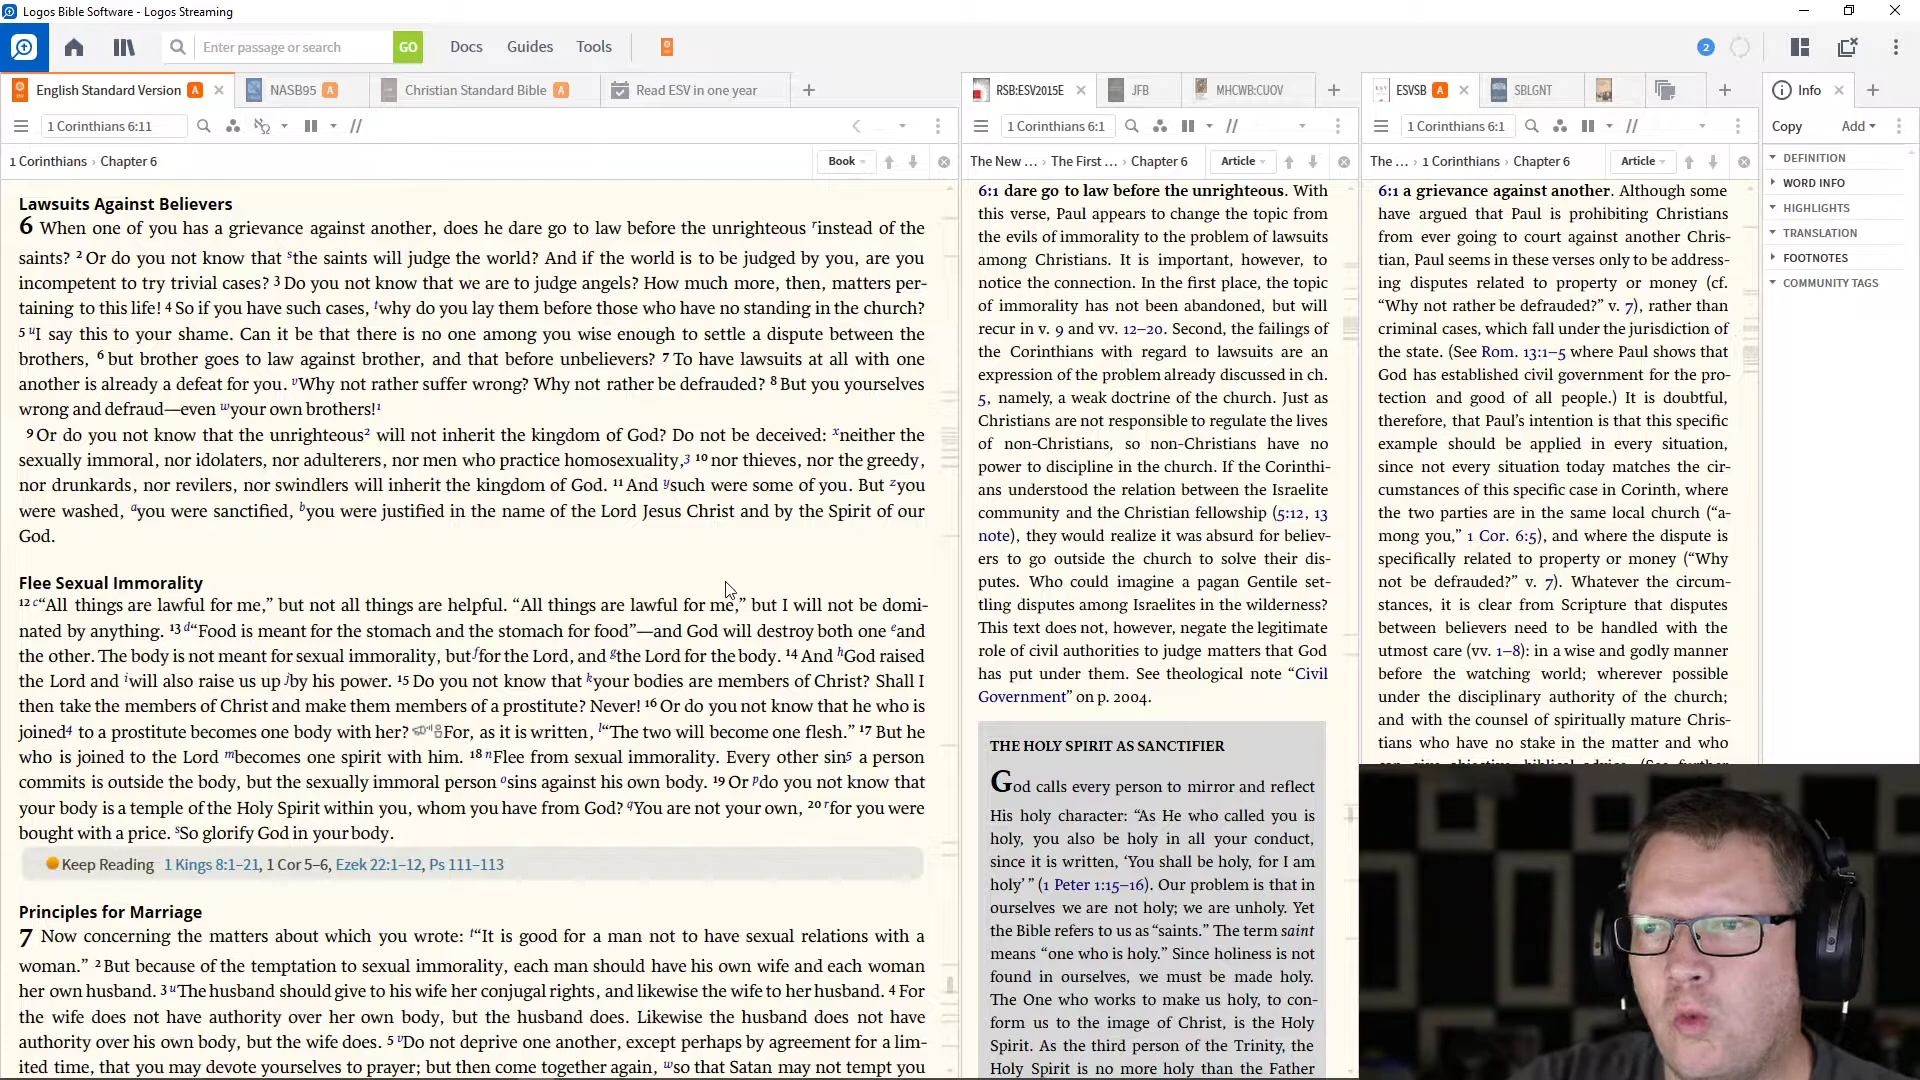 Logos Bible Software - Logos Streaming
Enter passage or search
GO
Docs
Guides
Tools
2
English Standard Version A
NASB95 A
Christian Standard Bible A
Read ESV in one year
RSB:ESV2015E
JFB
MHCWB:CUOV
ESVSB A
SBLGNT
Info
1 Corinthians 6:11
1 Corinthians 6:1
1 Corinthians 6:1
Copy
Add
1 Corinthians › Chapter 6
Book
The New ... › The First ... › Chapter 6
Article
The ... › 1 Corinthians › Chapter 6
Article
Lawsuits Against Believers
6 When one of you has a grievance against another, does he dare go to law before the unrighteous rinstead of the
saints? 2 Or do you not know that sthe saints will judge the world? And if the world is to be judged by you, are you
incompetent to try trivial cases? 3 Do you not know that we are to judge angels? How much more, then, matters per-
taining to this life! 4 So if you have such cases, twhy do you lay them before those who have no standing in the church?
5 uI say this to your shame. Can it be that there is no one among you wise enough to settle a dispute between the
brothers, 6 but brother goes to law against brother, and that before unbelievers? 7 To have lawsuits at all with one
another is already a defeat for you. vWhy not rather suffer wrong? Why not rather be defrauded? 8 But you yourselves
wrong and defraud—even wyour own brothers!1
9 Or do you not know that the unrighteous2 will not inherit the kingdom of God? Do not be deceived: xneither the
sexually immoral, nor idolaters, nor adulterers, nor men who practice homosexuality,3 10 nor thieves, nor the greedy,
nor drunkards, nor revilers, nor swindlers will inherit the kingdom of God. 11 And ysuch were some of you. But zyou
were washed, ayou were sanctified, byou were justified in the name of the Lord Jesus Christ and by the Spirit of our
God.
Flee Sexual Immorality
12 c“All things are lawful for me,” but not all things are helpful. “All things are lawful for me,” but I will not be domi-
nated by anything. 13 d“Food is meant for the stomach and the stomach for food”—and God will destroy both one eand
the other. The body is not meant for sexual immorality, but ffor the Lord, and gthe Lord for the body. 14 And hGod raised
the Lord and iwill also raise us up jby his power. 15 Do you not know that kyour bodies are members of Christ? Shall I
then take the members of Christ and make them members of a prostitute? Never! 16 Or do you not know that he who is
joined4 to a prostitute becomes one body with her? For, as it is written, l“The two will become one flesh.” 17 But he
who is joined to the Lord mbecomes one spirit with him. 18 nFlee from sexual immorality. Every other sin5 a person
commits is outside the body, but the sexually immoral person osins against his own body. 19 Or pdo you not know that
your body is a temple of the Holy Spirit within you, whom you have from God? qYou are not your own, 20 rfor you were
bought with a price. sSo glorify God in your body.
Keep Reading 1 Kings 8:1–21, 1 Cor 5–6, Ezek 22:1–12, Ps 111–113
Principles for Marriage
7 Now concerning the matters about which you wrote: t“It is good for a man not to have sexual relations with a
woman.” 2 But because of the temptation to sexual immorality, each man should have his own wife and each woman
her own husband. 3 uThe husband should give to his wife her conjugal rights, and likewise the wife to her husband. 4 For
the wife does not have authority over her own body, but the husband does. Likewise the husband does not have
authority over his own body, but the wife does. 5 vDo not deprive one another, except perhaps by agreement for a lim-
ited time, that you may devote yourselves to prayer; but then come together again, wso that Satan may not tempt you
6:1 dare go to law before the unrighteous. With
this verse, Paul appears to change the topic from
the evils of immorality to the problem of lawsuits
among Christians. It is important, however, to
notice the connection. In the first place, the topic
of immorality has not been abandoned, but will
recur in v. 9 and vv. 12–20. Second, the failings of
the Corinthians with regard to lawsuits are an
expression of the problem already discussed in ch.
5, namely, a weak doctrine of the church. Just as
Christians are not responsible to regulate the lives
of non-Christians, so non-Christians have no
power to discipline in the church. If the Corinthi-
ans understood the relation between the Israelite
community and the Christian fellowship (5:12, 13
note), they would realize it was absurd for believ-
ers to go outside the church to solve their dis-
putes. Who could imagine a pagan Gentile set-
tling disputes among Israelites in the wilderness?
This text does not, however, negate the legitimate
role of civil authorities to judge matters that God
has put under them. See theological note “Civil
Government” on p. 2004.
THE HOLY SPIRIT AS SANCTIFIER
God calls every person to mirror and reflect
His holy character: “As He who called you is
holy, you also be holy in all your conduct,
since it is written, ‘You shall be holy, for I am
holy’ ” (1 Peter 1:15–16). Our problem is that in
ourselves we are not holy; we are unholy. Yet
the Bible refers to us as “saints.” The term saint
means “one who is holy.” Since holiness is not
found in ourselves, we must be made holy.
The One who works to make us holy, to con-
form us to the image of Christ, is the Holy
Spirit. As the third person of the Trinity, the
Holy Spirit is no more holy than the Father
6:1 a grievance against another. Although some
have argued that Paul is prohibiting Christians
from ever going to court against another Chris-
tian, Paul seems in these verses only to be address-
ing disputes related to property or money (cf.
“Why not rather be defrauded?” v. 7), rather than
criminal cases, which fall under the jurisdiction of
the state. (See Rom. 13:1–5 where Paul shows that
God has established civil government for the pro-
tection and good of all people.) It is doubtful,
therefore, that Paul’s intention is that this specific
example should be applied in every situation,
since not every situation today matches the cir-
cumstances of this specific case in Corinth, where
the two parties are in the same local church (“a-
mong you,” 1 Cor. 6:5), and where the dispute is
specifically related to property or money (“Why
not be defrauded?” v. 7). Whatever the circum-
stances, it is clear from Scripture that disputes
between believers need to be handled with the
utmost care (vv. 1–8): in a wise and godly manner
before the watching world; wherever possible
under the disciplinary authority of the church;
and with the counsel of spiritually mature Chris-
tians who have no stake in the matter and who
DEFINITION
WORD INFO
HIGHLIGHTS
TRANSLATION
FOOTNOTES
COMMUNITY TAGS